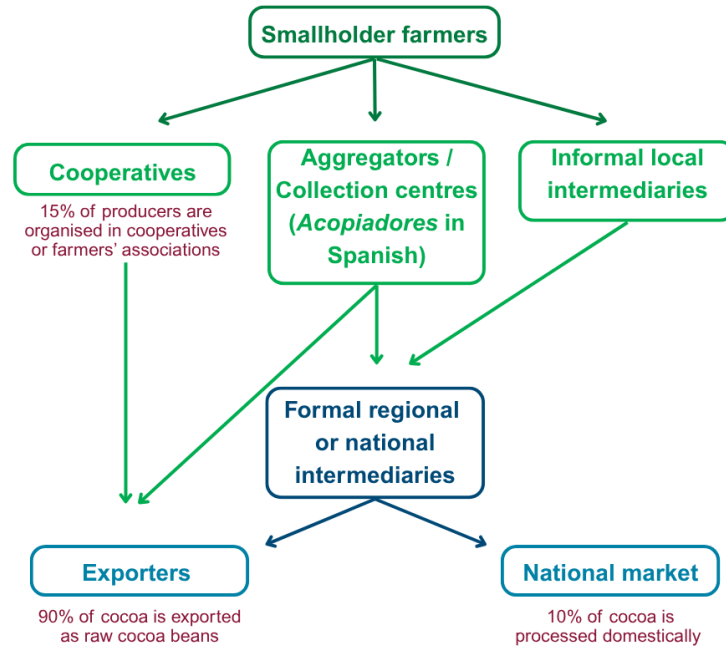 Smallholder farmers
Cooperatives
15% of producers are
organised in cooperatives
or farmers’ associations
Aggregators /
Collection centres
(Acopiadores in
Spanish)
Informal local
intermediaries
Formal regional
or national
intermediaries
Exporters
90% of cocoa is exported
as raw cocoa beans
National market
10% of cocoa is
processed domestically